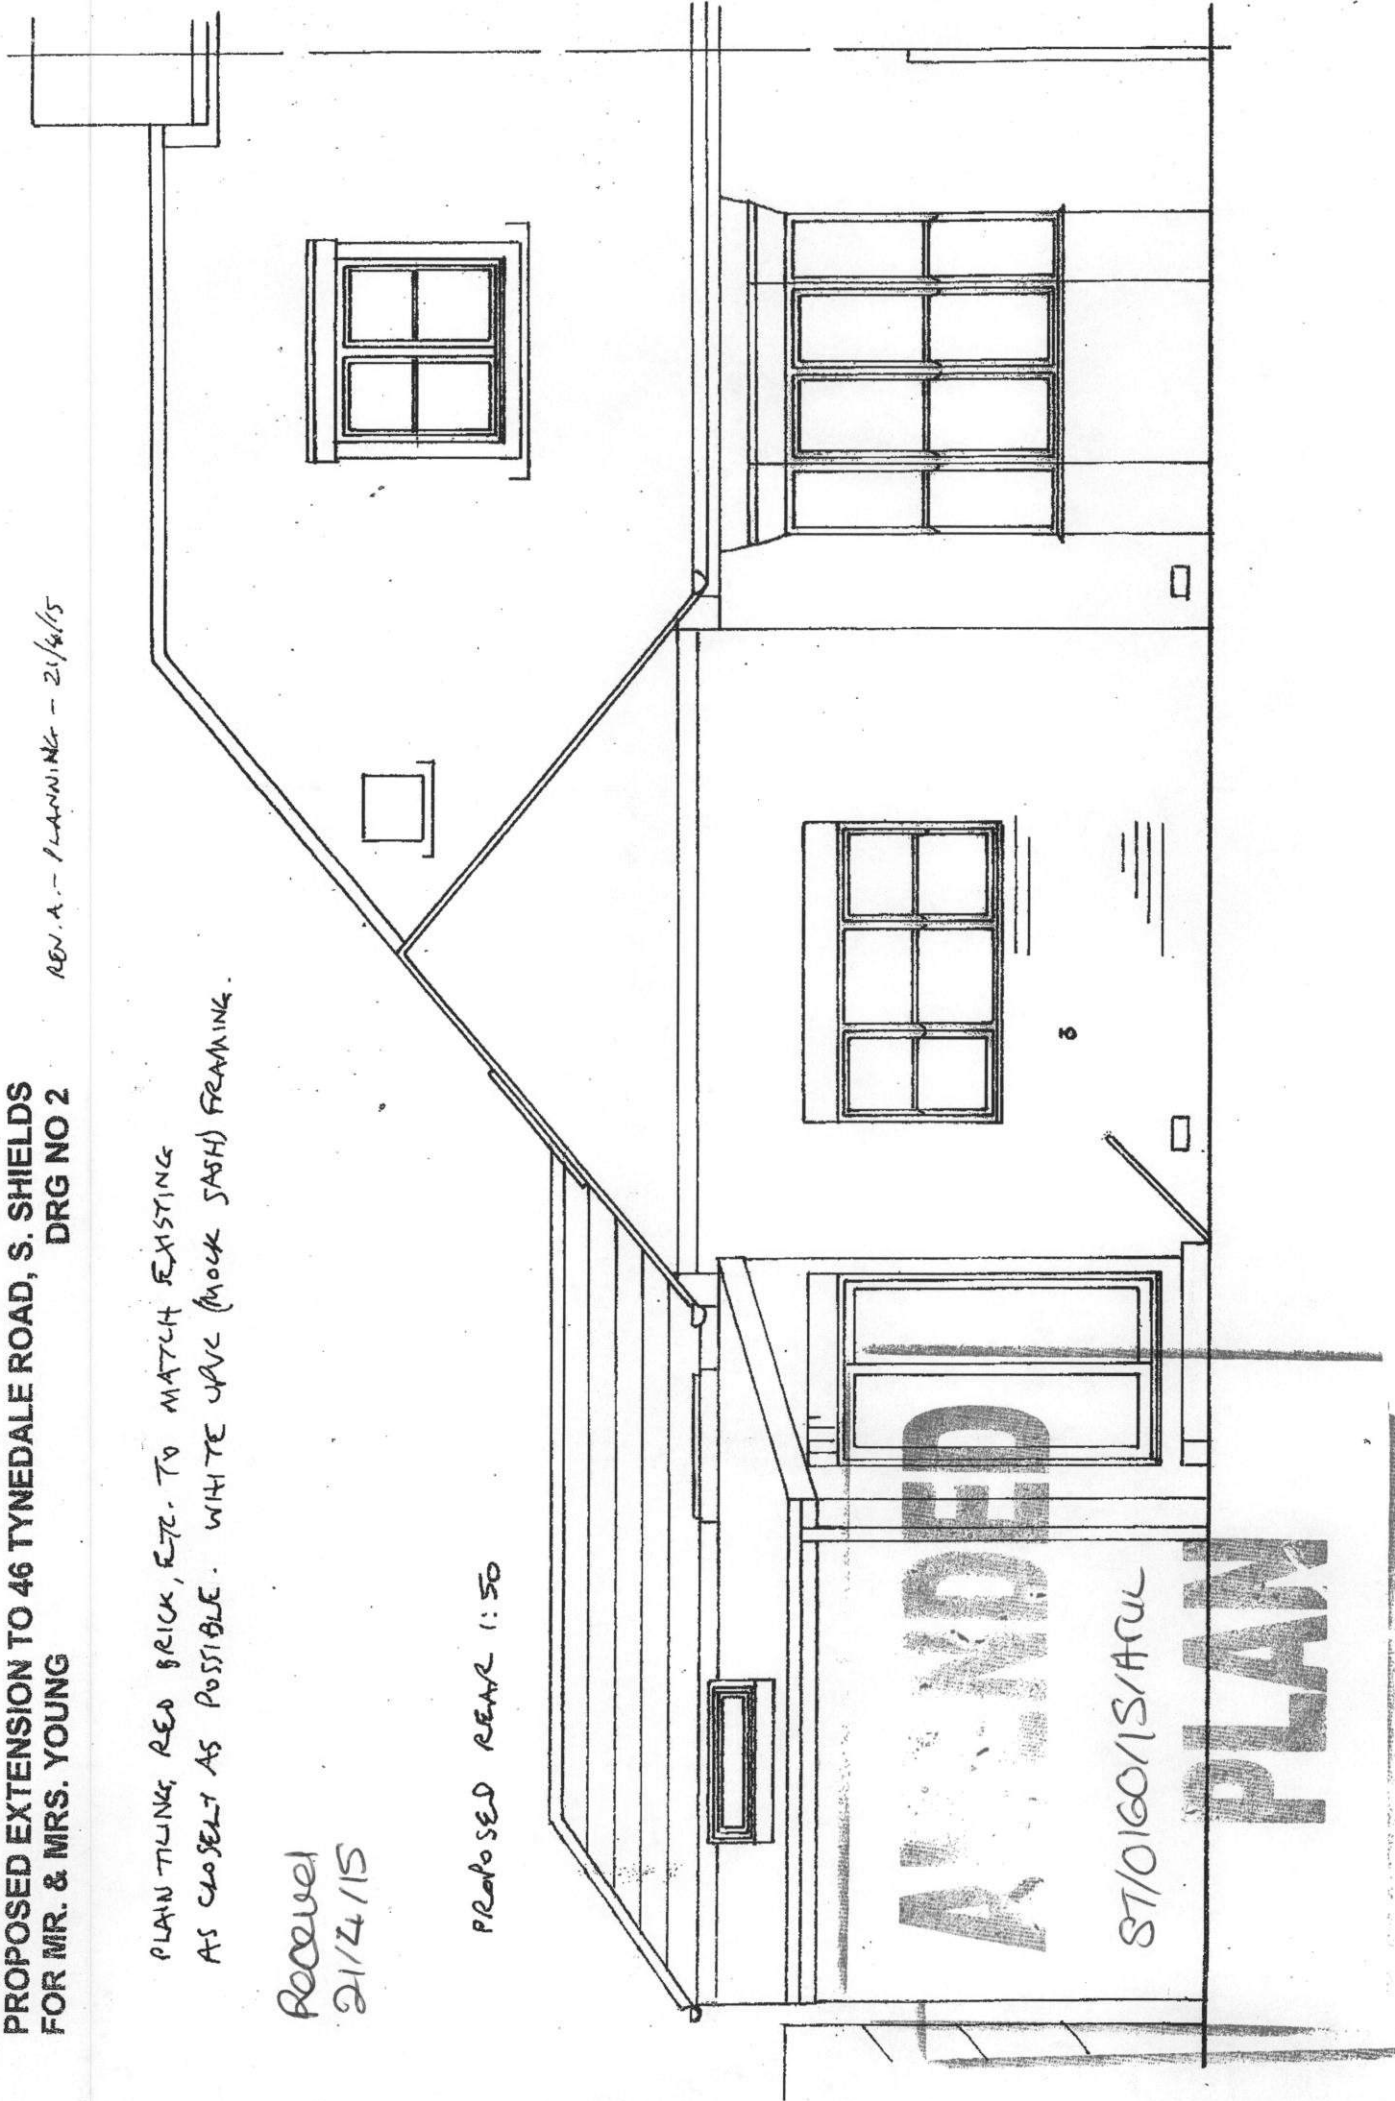 PROPOSED EXTENSION TO 46 TYNEDALE ROAD, S. SHIELDS
FOR MR. & MRS. YOUNG DRG NO 2
REV. A. - PLANNING - 21/4/15
PLAIN TILING, RED BRICK, ETC. TO MATCH EXISTING
AS CLOSELY AS POSSIBLE. WHITE UPVC (MOCK SASH) FRAMING.
Received
21/4/15
PROPOSED REAR 1:50
3
ST/0160/15/HFUL
PLAN